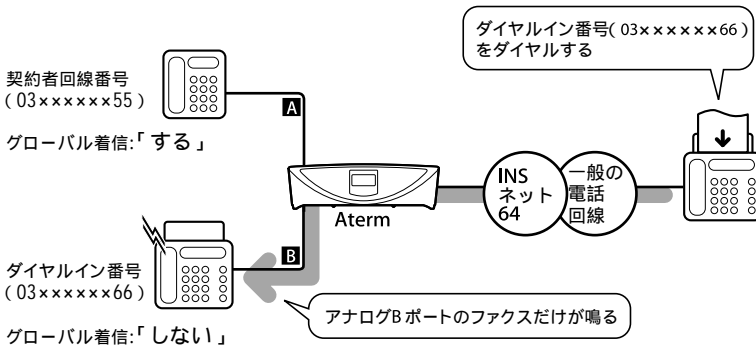 ダイヤルイン番号(03××××××66)
をダイヤルする
契約者回線番号
(03××××××55)
グローバル着信:「する」
A
Aterm
INS
ネット
64
一般の
電話
回線
B
ダイヤルイン番号
(03××××××66)
グローバル着信:「しない」
アナログBポートのファクスだけが鳴る